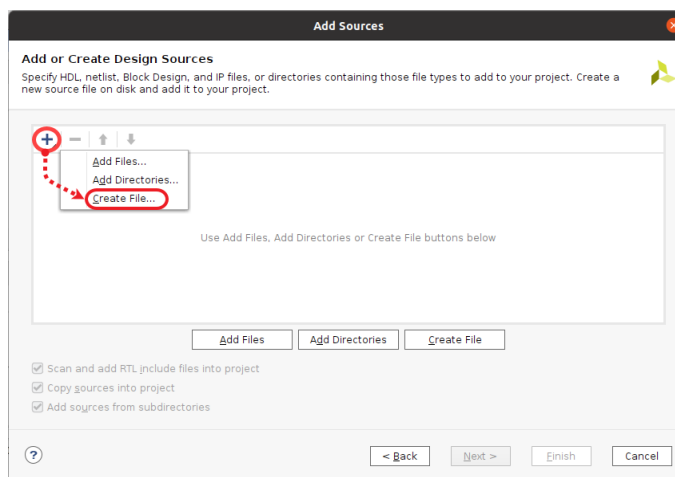 Add Sources
Add or Create Design Sources
Specify HDL, netlist, Block Design, and IP files, or directories containing those file types to add to your project. Create a
new source file on disk and add it to your project.
Add Files...
Add Directories...
Create File...
Use Add Files, Add Directories or Create File buttons below
Add Files
Add Directories
Create File
Scan and add RTL include files into project
Copy sources into project
Add sources from subdirectories
?
< Back
Next >
Finish
Cancel